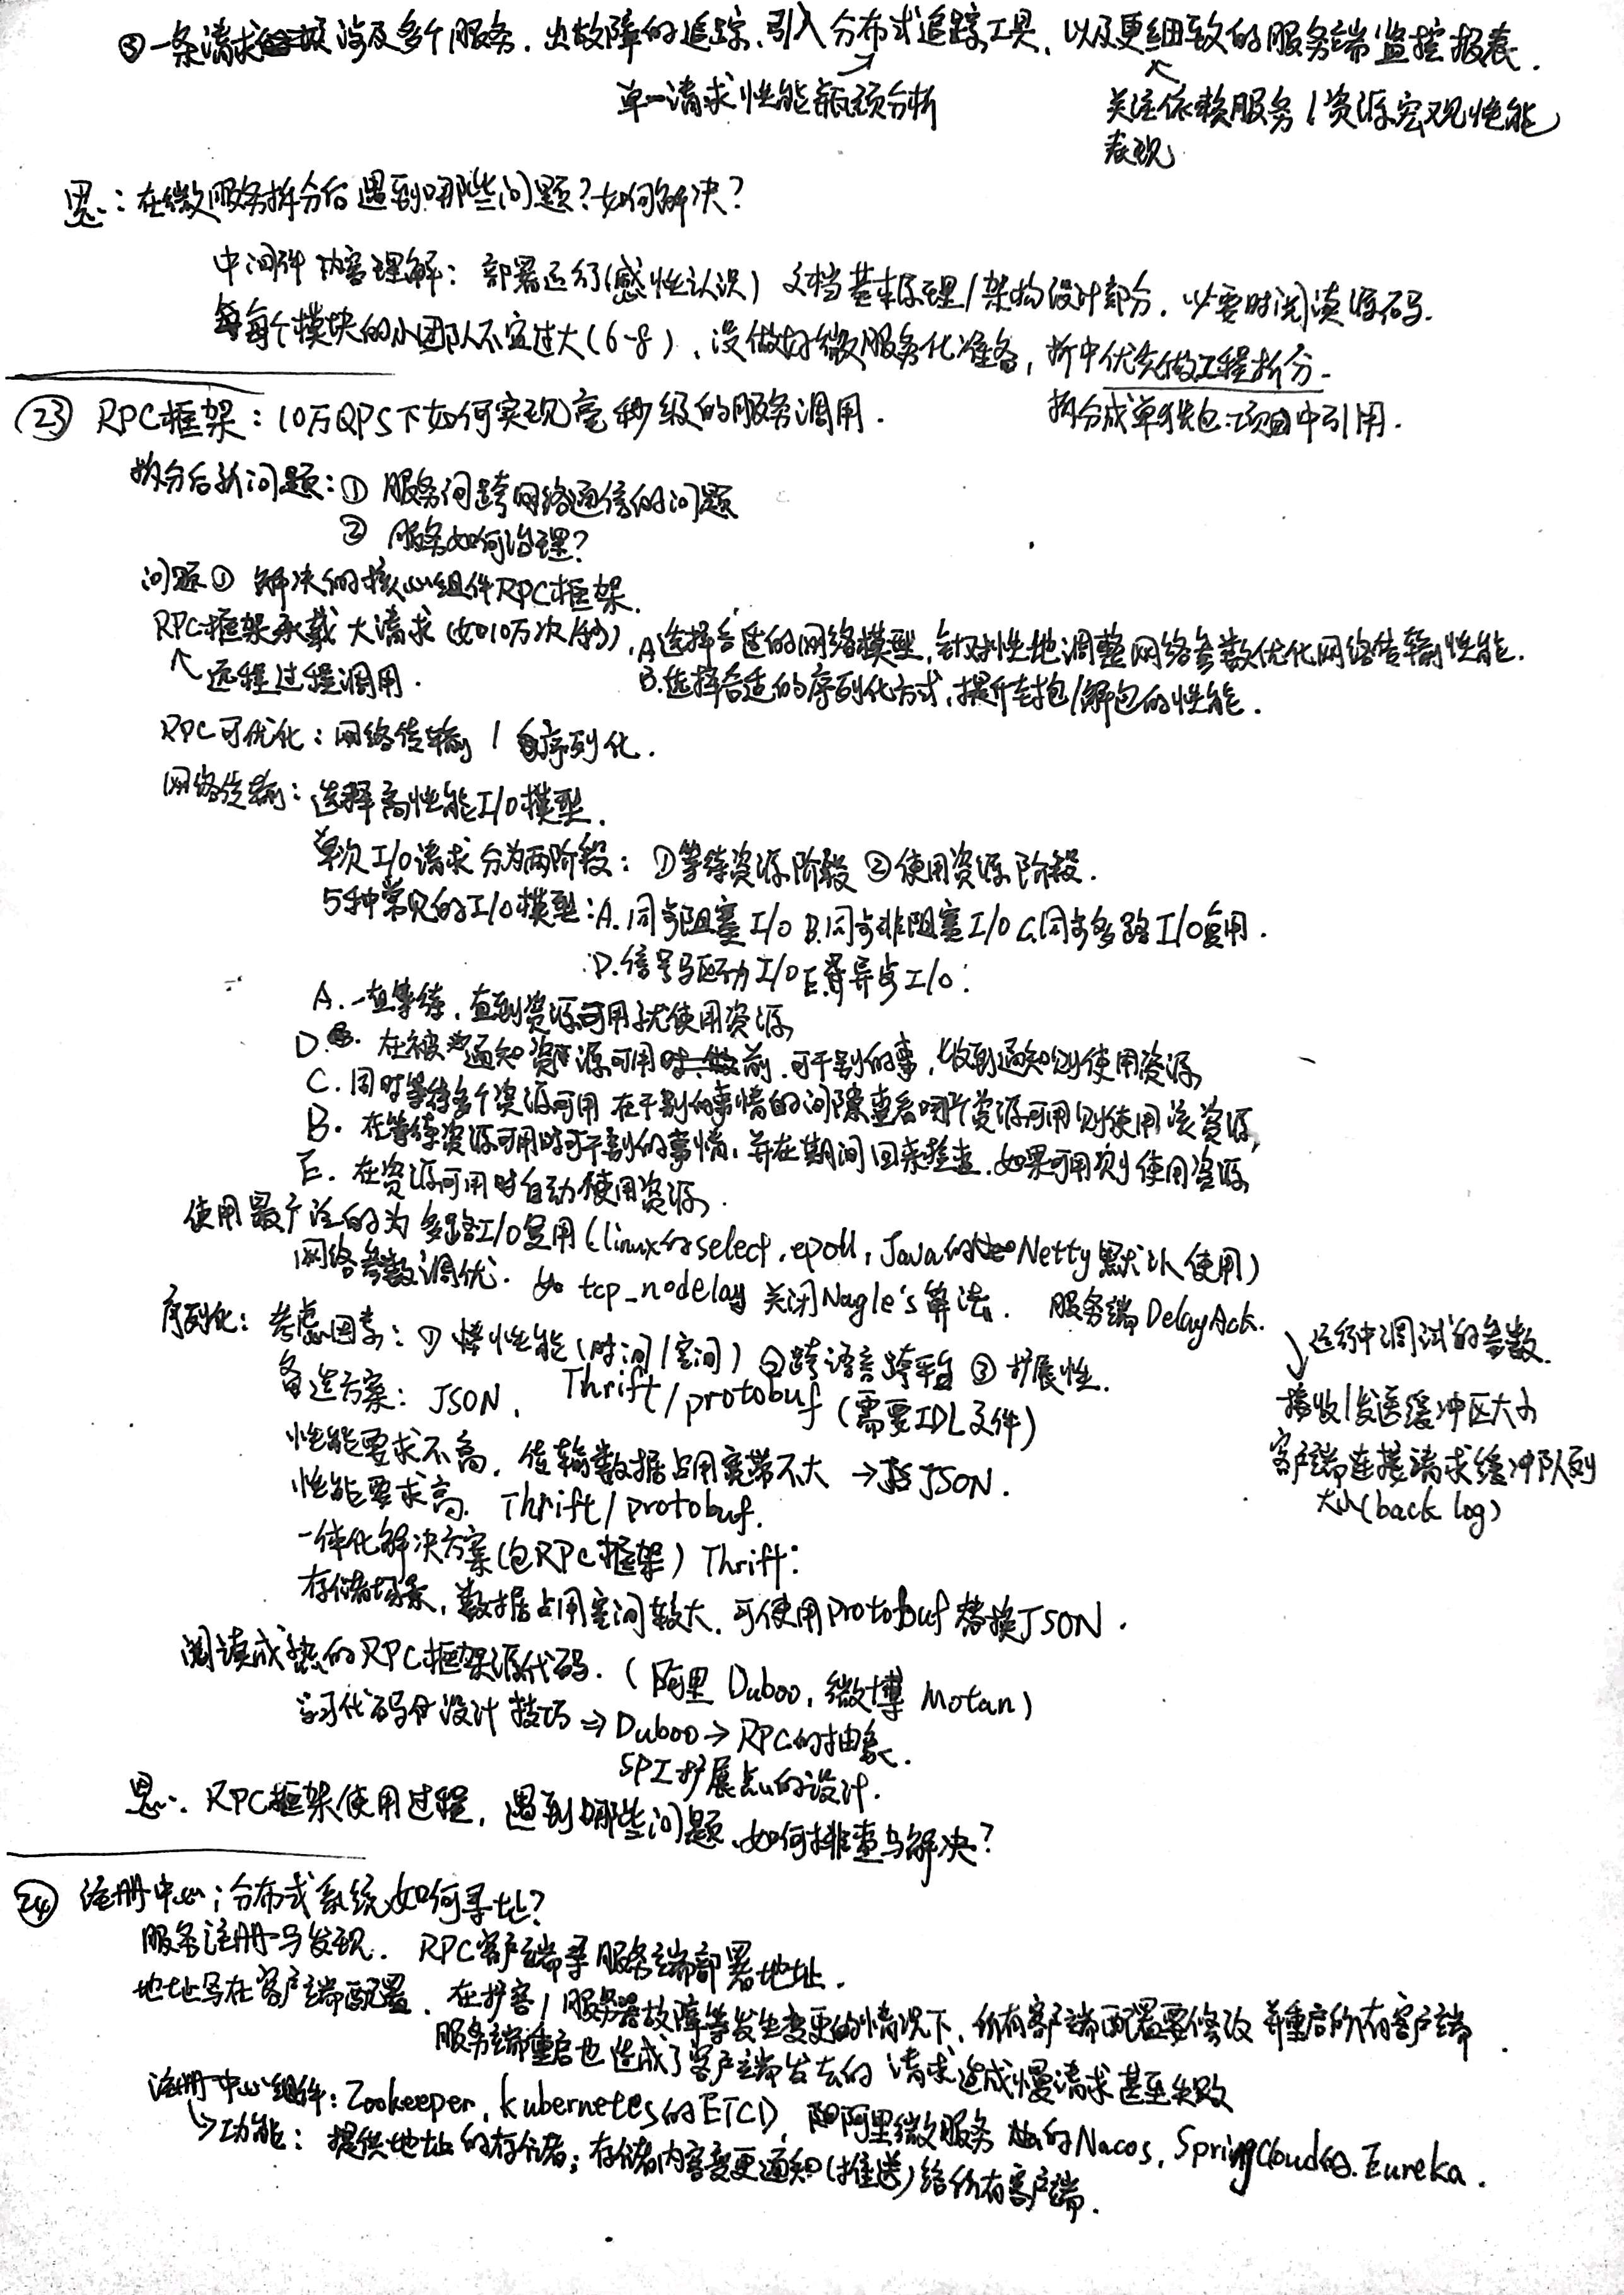 ③一条请求涉及多个服务.出故障的追踪.引入分布式追踪工具.以及更细致的服务端监控报表.
单一请求性能瓶颈分析
关注依赖服务/资源宏观性能
表现
思:在微服务拆分后遇到哪些问题?如何解决?
中间件内容理解:部署运行(感性认识)文档基本原理/架构设计部分.必要时阅读源码.
每个模块的小团队不宜过大(6-8).没做好微服务化准备,折中优先做工程拆分.
拆分成单独包.项目中引用.
㉓ RPC框架:10万QPS下如何实现毫秒级的服务调用.
拆分后新问题:① 服务间跨网络通信的问题
② 服务如何治理?
问题① 解决的核心组件RPC框架.
RPC框架承载大请求(如10万次/秒).A选择合适的网络模型,针对性地调整网络参数优化网络传输性能.
↖远程过程调用.
B.选择合适的序列化方式,提升封包/解包的性能.
RPC可优化:网络传输/序列化.
网络传输:选择高性能I/O模型.
单次I/O请求分为两阶段:①等待资源阶段②使用资源阶段.
5种常见的I/O模型:A.同步阻塞I/O B.同步非阻塞I/O C.同步多路I/O复用.
D.信号驱动I/O E.异步I/O.
A.一直等待,直到资源可用就使用资源
D. 在被通知资源可用前.可干别的事,收到通知则使用资源
C.同时等待多个资源可用在干别的事情的间隙查看哪个资源可用则使用该资源
B.在等待资源可用时可干别的事情,并在期间回来检查.如果可用则使用资源
E.在资源可用时自动使用资源.
使用最广泛的为多路I/O复用(linux的select,epoll,Java的Netty默认使用)
网络参数调优.如tcp_nodelay关闭Nagle's算法. 服务端DelayAck.
↘运行中调试的参数.
序列化:考虑因素:①性能(时间/空间)②跨语言跨平台③扩展性.
备选方案:JSON, Thrift/protobuf(需要IDL文件)
接收/发送缓冲区大小
客户端连接请求缓冲队列
大小(back log)
性能要求不高,传输数据占用宽带不大→JSON.
性能要求高.Thrift/protobuf.
一体化解决方案(包RPC框架)Thrift.
存储场景,数据占用空间较大.可使用Protobuf替换JSON.
阅读成熟的RPC框架源代码.(阿里Duboo,微博Motan)
学习代码设计技巧⇒Duboo→RPC的抽象.
SPI扩展点的设计.
思:RPC框架使用过程,遇到哪些问题.如何排查与解决?
㉔ 注册中心;分布式系统如何寻址?
服务注册与发现.RPC客户端寻服务端部署地址.
地址写在客户端配置.在扩容/服务器故障等发生变更的情况下,所有客户端配置要修改并重启所有客户端.
服务端重启也造成了客户端发去的请求造成慢请求甚至失败
注册中心组件:Zookeeper,kubernetes的ETCD,阿里微服务的Nacos,SpringCloud的Eureka.
↳功能:提供地址的存储;存储内容变更通知(推送)给所有客户端.